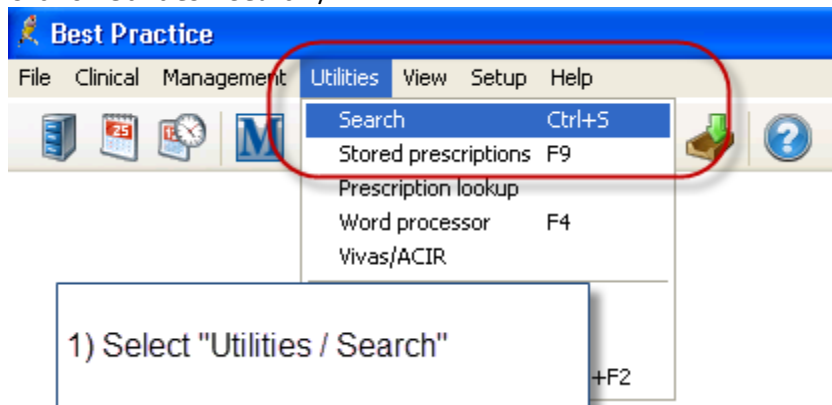 Best Practice
File Clinical Management Utilities View Setup Help
25
M
Search Ctrl+S
Stored prescriptions F9
Prescription lookup
Word processor F4
Vivas/ACIR
1) Select "Utilities / Search"
+F2